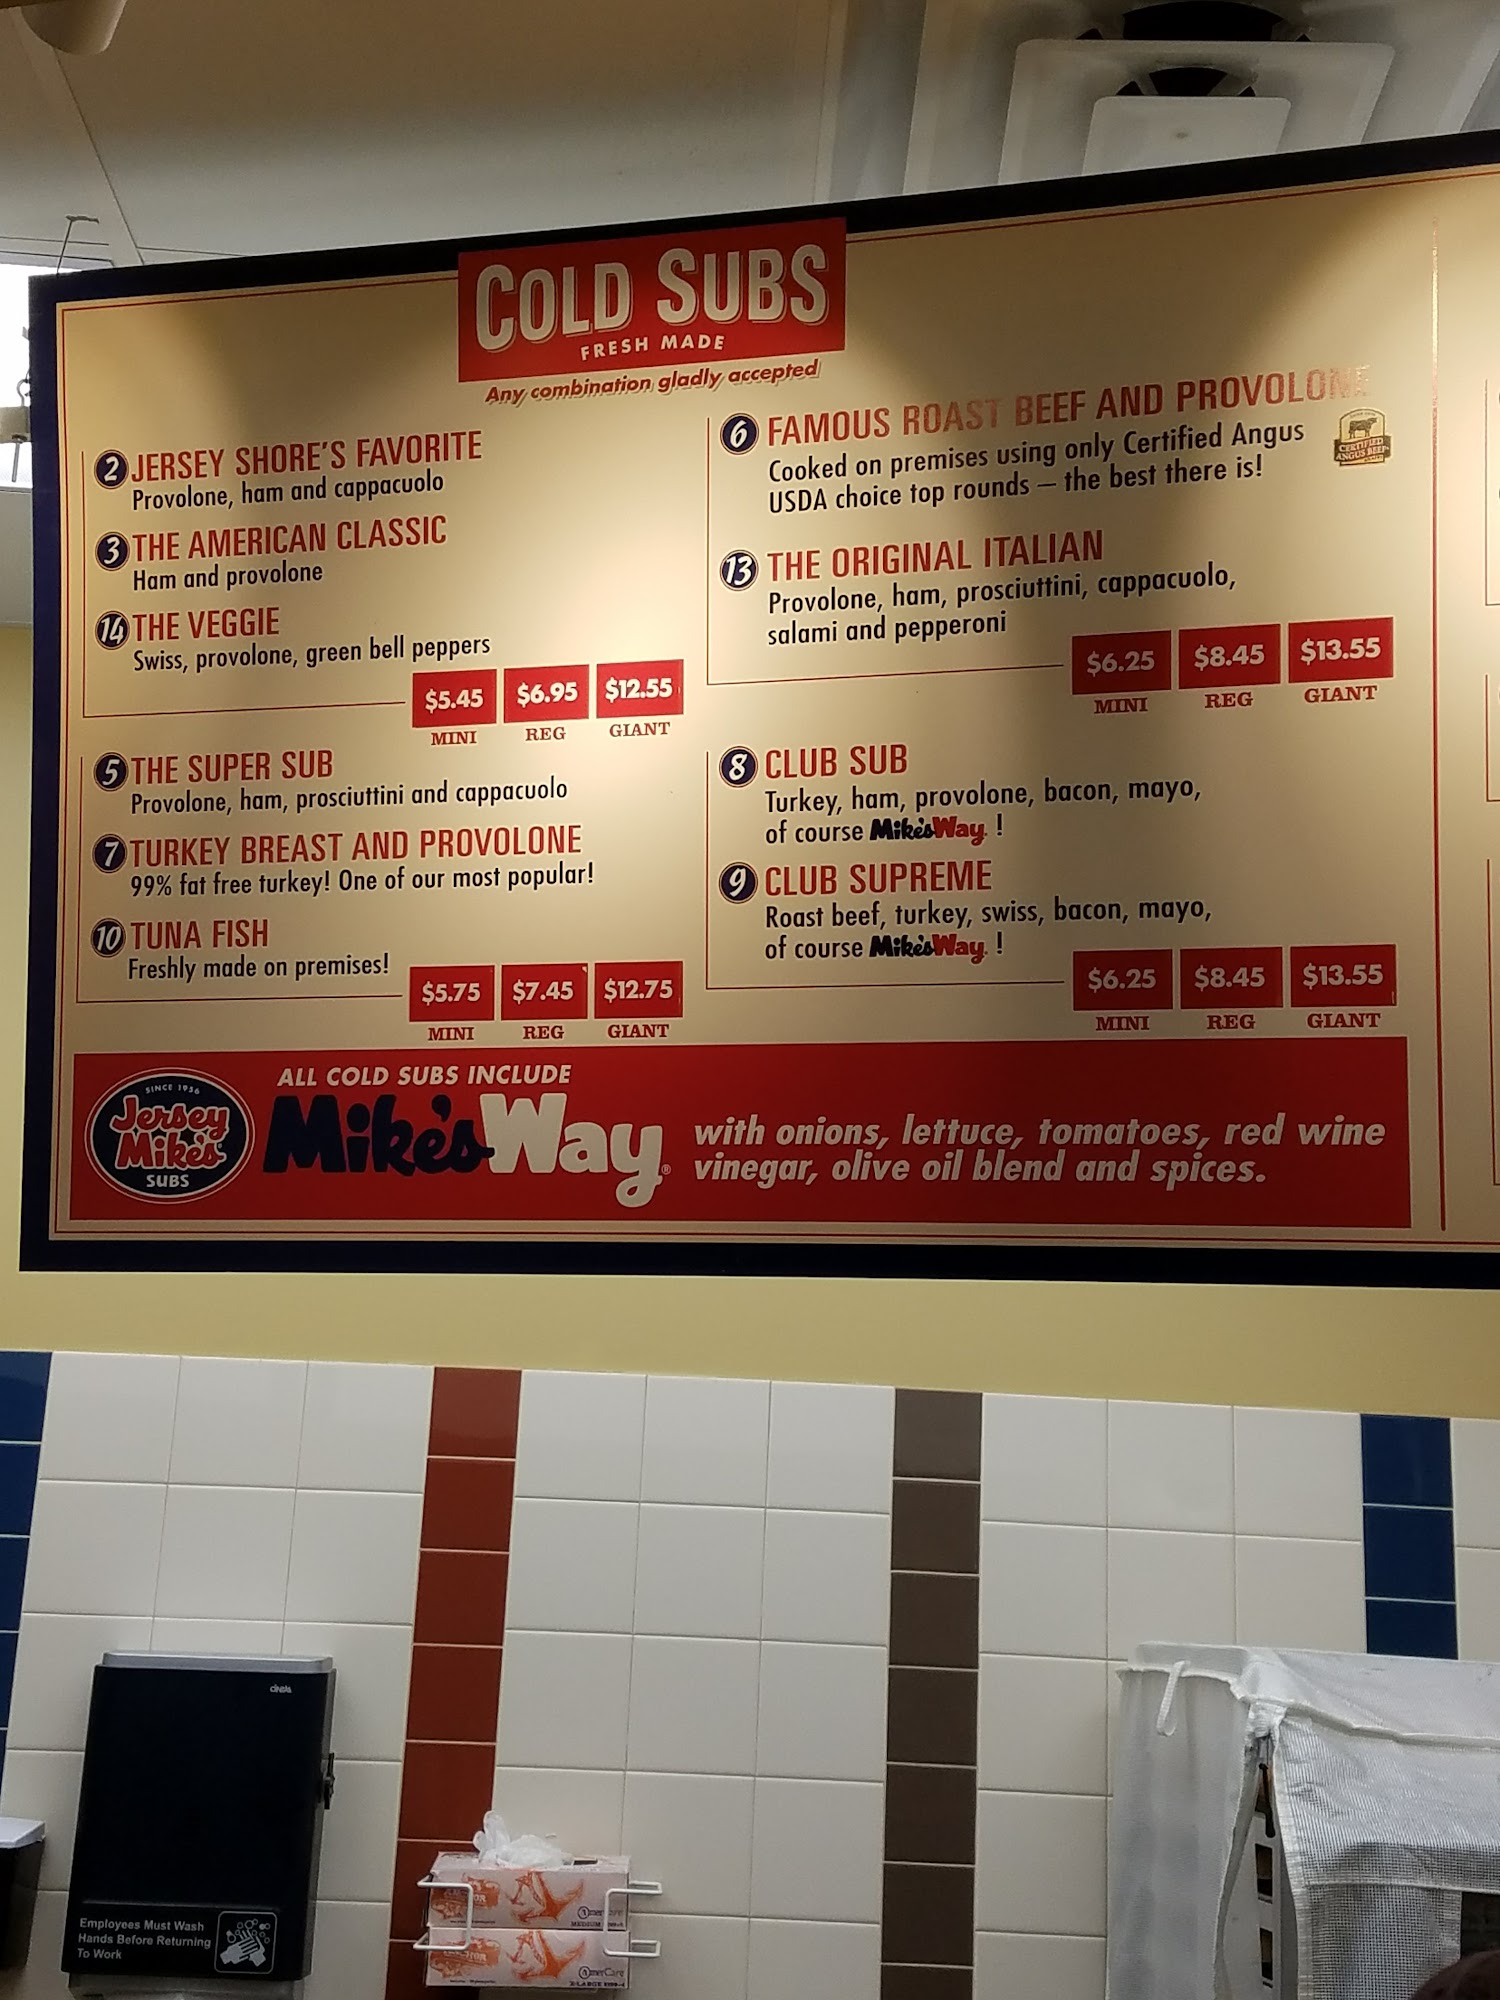 COLD SUBS
FRESH MADE
Any combination gladly accepted
2 JERSEY SHORE'S FAVORITE
Provolone, ham and cappacuolo
3 THE AMERICAN CLASSIC
Ham and provolone
14 THE VEGGIE
Swiss, provolone, green bell peppers
$5.45 $6.95 $12.55
MINI REG GIANT
5 THE SUPER SUB
Provolone, ham, prosciuttini and cappacuolo
7 TURKEY BREAST AND PROVOLONE
99% fat free turkey! One of our most popular!
10 TUNA FISH
Freshly made on premises!
$5.75 $7.45 $12.75
MINI REG GIANT
6 FAMOUS ROAST BEEF AND PROVOLONE
Cooked on premises using only Certified Angus
USDA choice top rounds – the best there is!
CERTIFIED
ANGUS BEEF
13 THE ORIGINAL ITALIAN
Provolone, ham, prosciuttini, cappacuolo,
salami and pepperoni
$6.25 $8.45 $13.55
MINI REG GIANT
8 CLUB SUB
Turkey, ham, provolone, bacon, mayo,
of course Mike's Way !
9 CLUB SUPREME
Roast beef, turkey, swiss, bacon, mayo,
of course Mike's Way !
$6.25 $8.45 $13.55
MINI REG GIANT
SINCE 1956
Jersey
Mike's
SUBS
ALL COLD SUBS INCLUDE
Mike's Way®
with onions, lettuce, tomatoes, red wine
vinegar, olive oil blend and spices.
Employees Must Wash
Hands Before Returning
To Work
AmerCare
MEDIUM
AmerCare
X-LARGE